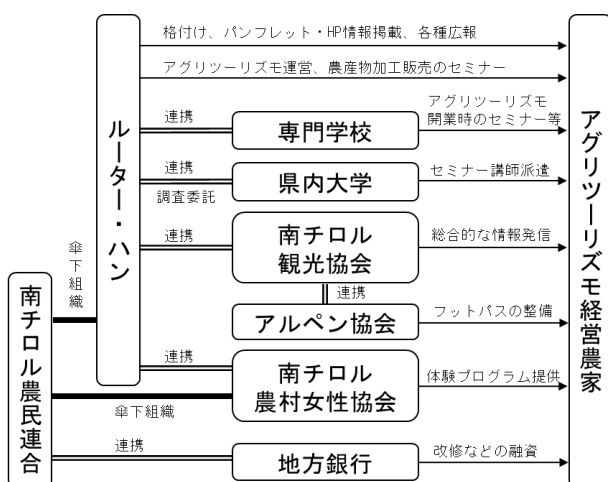 格付け、パンフレット・HP情報掲載、各種広報
アグリツーリズモ運営、農産物加工販売のセミナー
ルーター・ハン
連携
専門学校
アグリツーリズモ
開業時のセミナー等
連携
調査委託
県内大学
セミナー講師派遣
連携
南チロル
観光協会
総合的な情報発信
連携
アルペン協会
フットパスの整備
傘下組織
南チロル農民連合
連携
南チロル
農村女性協会
体験プログラム提供
傘下組織
連携
地方銀行
改修などの融資
アグリツーリズモ経営農家